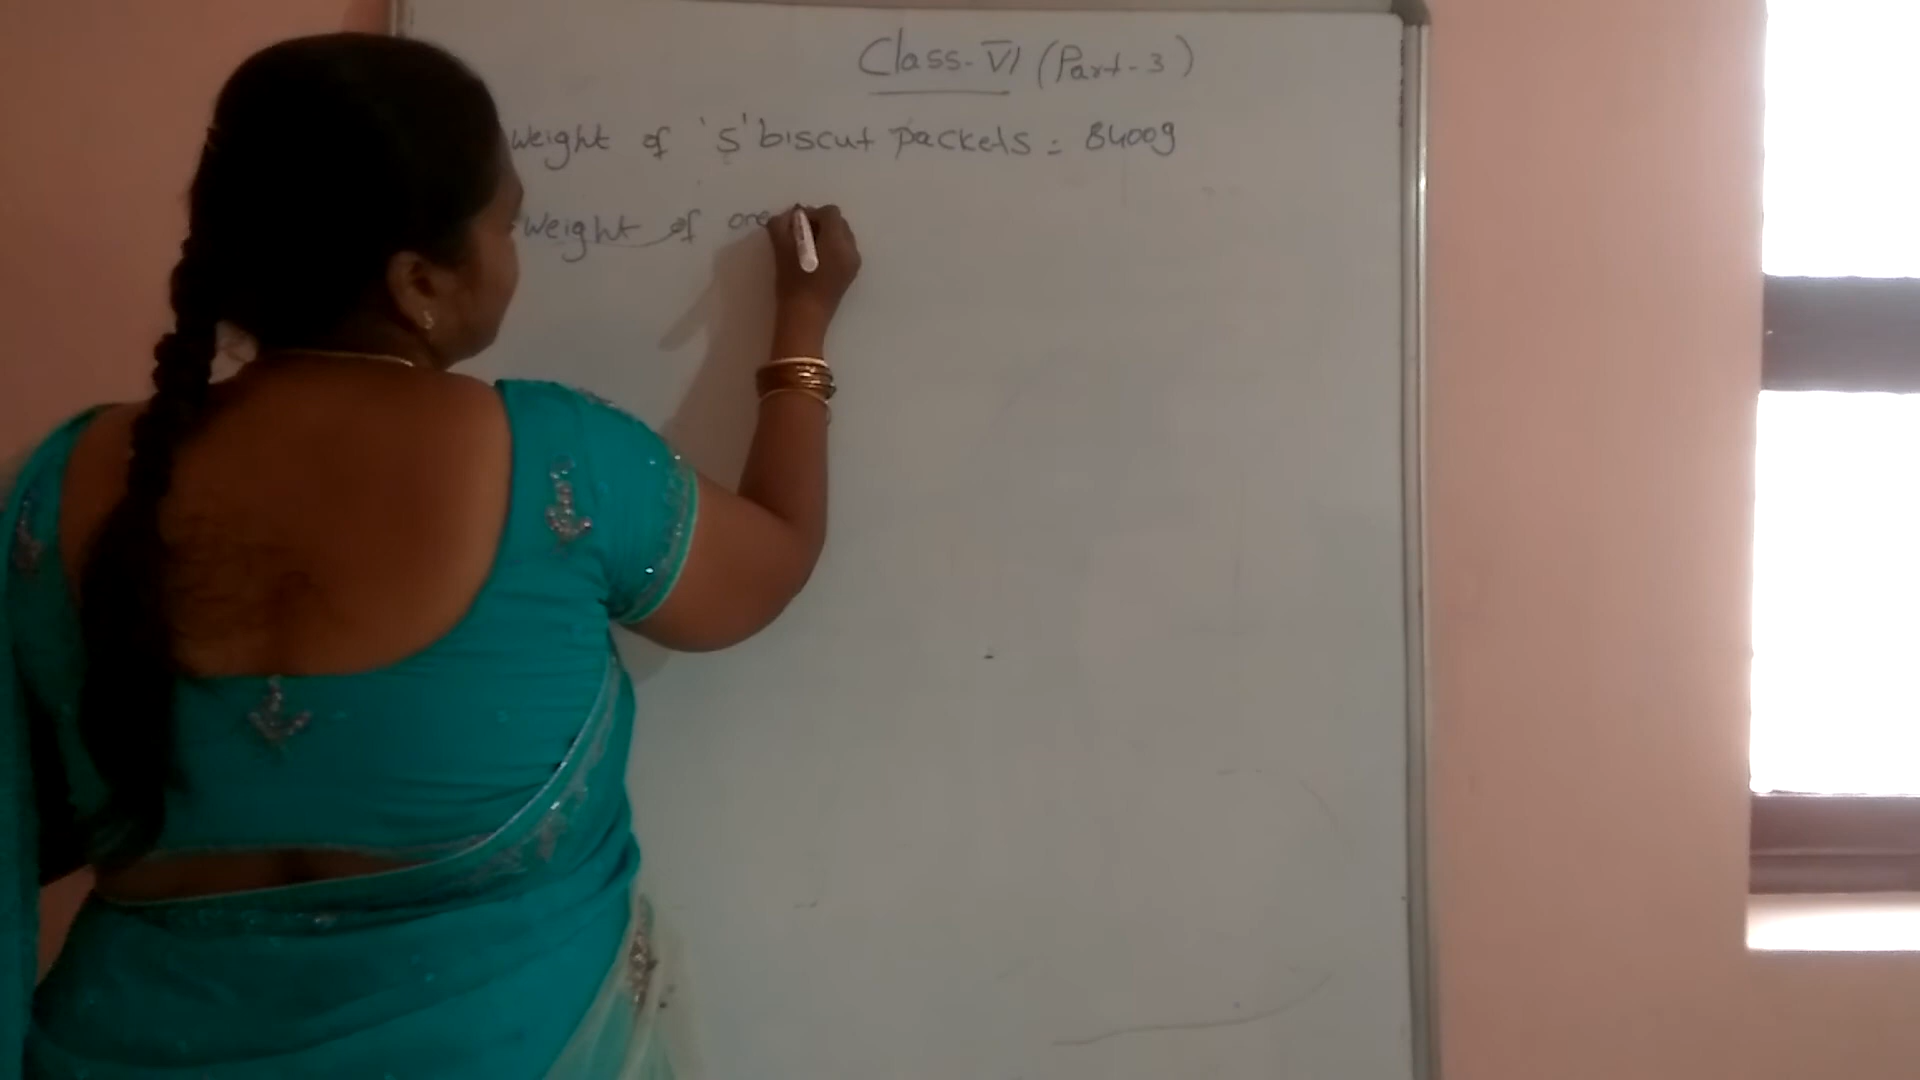 Class-VI (Part-3)
Weight of '5' biscut packets = 8400g
Weight of one